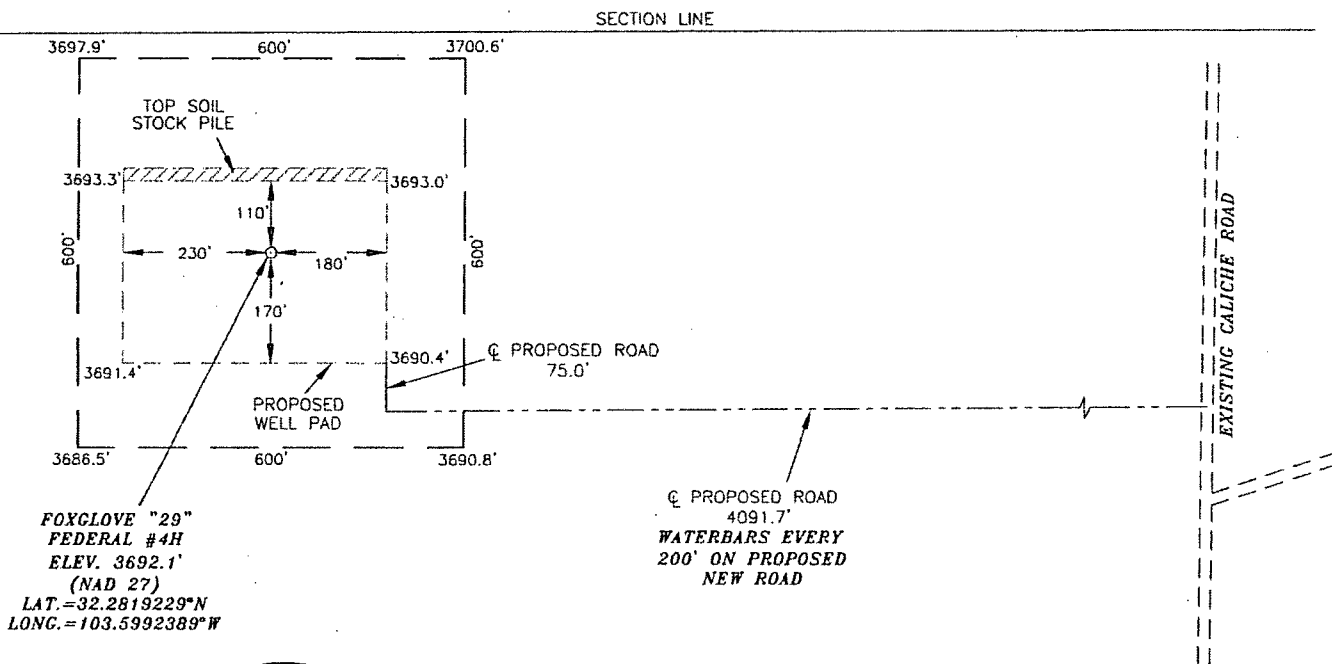 SECTION LINE
3697.9'
600'
3700.6'
TOP SOIL
STOCK PILE
3693.3'
3693.0'
110'
600'
230'
180'
600'
170'
3691.4'
3690.4'
℄ PROPOSED ROAD
75.0'
PROPOSED
WELL PAD
EXISTING CALICHE ROAD
3686.5'
600'
3690.8'
℄ PROPOSED ROAD
4091.7'
WATERBARS EVERY
200' ON PROPOSED
NEW ROAD
FOXGLOVE "29"
FEDERAL #4H
ELEV. 3692.1'
(NAD 27)
LAT.=32.2819229°N
LONG.=103.5992389°W